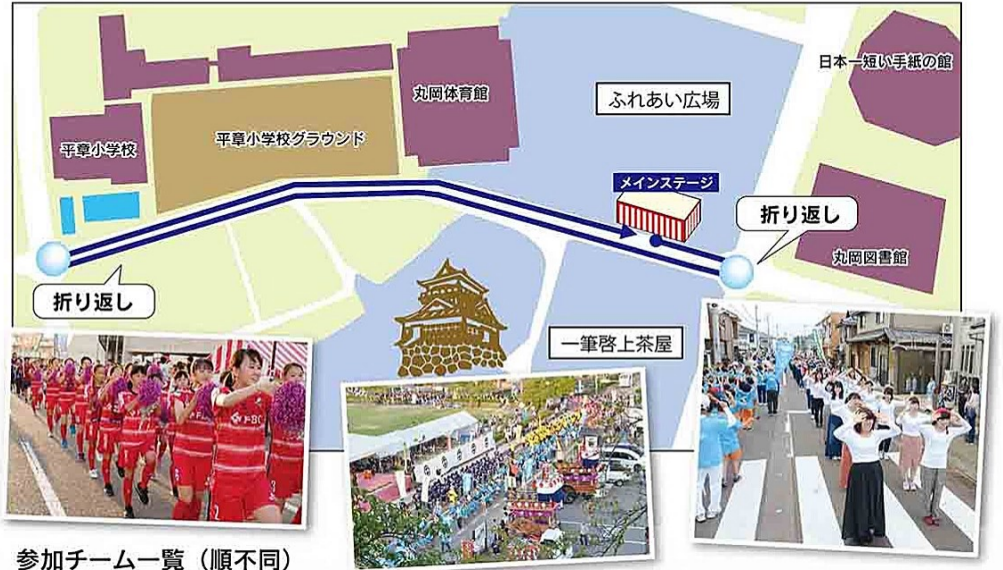 日本一短い手紙の館
丸岡体育館
ふれあい広場
平章小学校グラウンド
平章小学校
メインステージ
折り返し
丸岡図書館
折り返し
一筆啓上茶屋
参加チーム一覧（順不同）